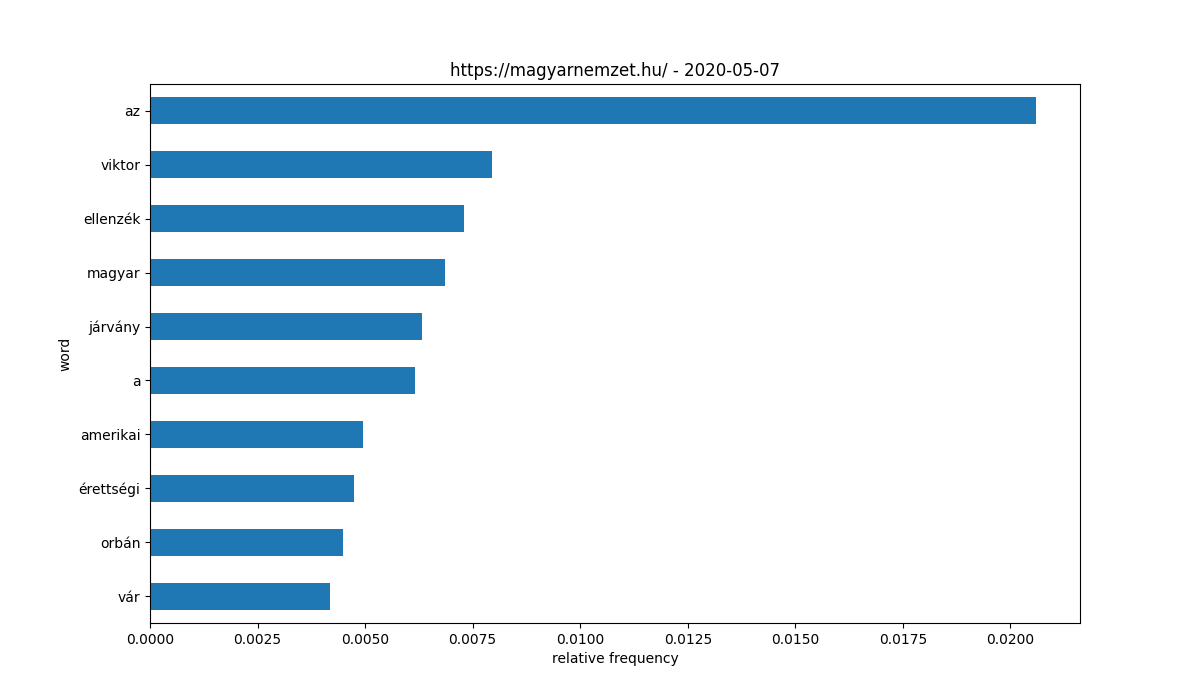 https://magyarnemzet.hu/ - 2020-05-07
az
viktor
ellenzék
magyar
járvány
a
amerikai
érettségi
orbán
vár
word
0.0000 0.0025 0.0050 0.0075 0.0100 0.0125 0.0150 0.0175 0.0200
relative frequency